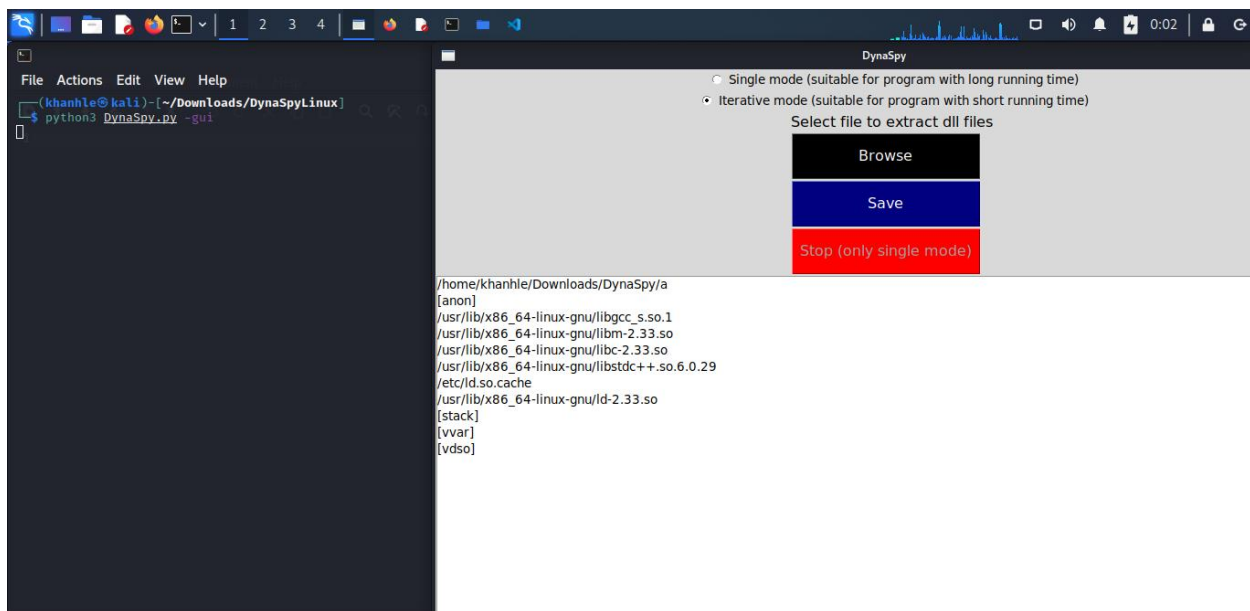 1 2 3 4
0:02
File Actions Edit View Help
(khanhle㉿kali)-[~/Downloads/DynaSpyLinux]
$ python3 DynaSpy.py -gui
DynaSpy
Single mode (suitable for program with long running time)
Iterative mode (suitable for program with short running time)
Select file to extract dll files
Browse
Save
Stop (only single mode)
/home/khanhle/Downloads/DynaSpy/a
[anon]
/usr/lib/x86_64-linux-gnu/libgcc_s.so.1
/usr/lib/x86_64-linux-gnu/libm-2.33.so
/usr/lib/x86_64-linux-gnu/libc-2.33.so
/usr/lib/x86_64-linux-gnu/libstdc++.so.6.0.29
/etc/ld.so.cache
/usr/lib/x86_64-linux-gnu/ld-2.33.so
[stack]
[vvar]
[vdso]